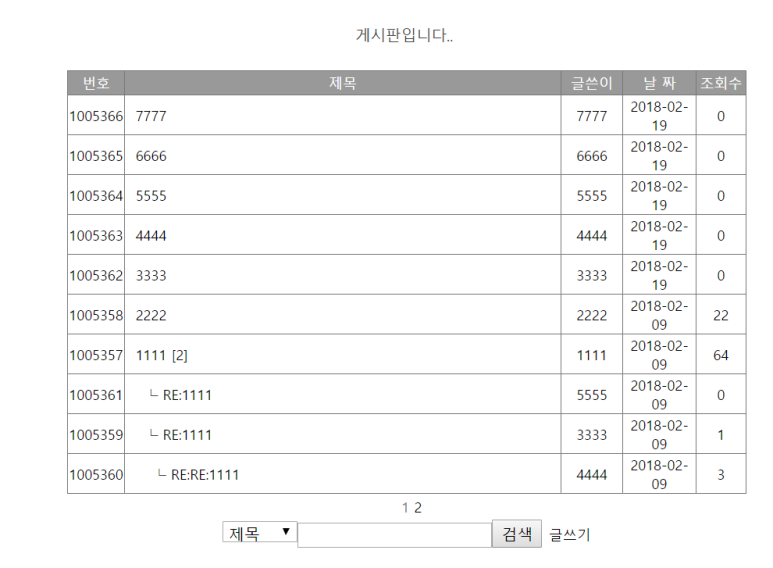 게시판입니다..
번호 제목 글쓴이 날 짜 조회수
1005366 7777 7777 2018-02-19 0
1005365 6666 6666 2018-02-19 0
1005364 5555 5555 2018-02-19 0
1005363 4444 4444 2018-02-19 0
1005362 3333 3333 2018-02-19 0
1005358 2222 2222 2018-02-09 22
1005357 1111 [2] 1111 2018-02-09 64
1005361 ┗ RE:1111 5555 2018-02-09 0
1005359 ┗ RE:1111 3333 2018-02-09 1
1005360 ┗ RE:RE:1111 4444 2018-02-09 3
1 2
제목 ▼ 검색 글쓰기